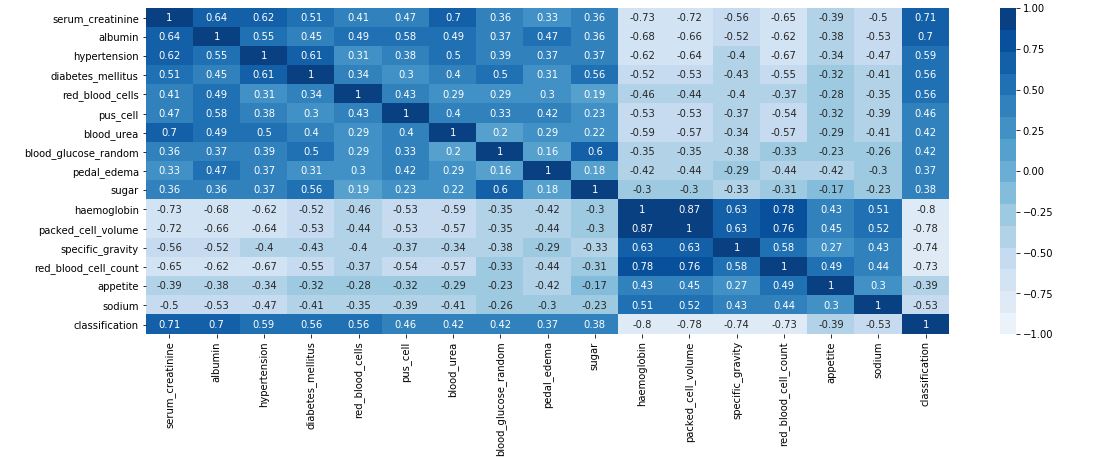 serum_creatinine 1 0.64 0.62 0.51 0.41 0.47 0.7 0.36 0.33 0.36 -0.73 -0.72 -0.56 -0.65 -0.39 -0.5 0.71
albumin 0.64 1 0.55 0.45 0.49 0.58 0.49 0.37 0.47 0.36 -0.68 -0.66 -0.52 -0.62 -0.38 -0.53 0.7
hypertension 0.62 0.55 1 0.61 0.31 0.38 0.5 0.39 0.37 0.37 -0.62 -0.64 -0.4 -0.67 -0.34 -0.47 0.59
diabetes_mellitus 0.51 0.45 0.61 1 0.34 0.3 0.4 0.5 0.31 0.56 -0.52 -0.53 -0.43 -0.55 -0.32 -0.41 0.56
red_blood_cells 0.41 0.49 0.31 0.34 1 0.43 0.29 0.29 0.3 0.19 -0.46 -0.44 -0.4 -0.37 -0.28 -0.35 0.56
pus_cell 0.47 0.58 0.38 0.3 0.43 1 0.4 0.33 0.42 0.23 -0.53 -0.53 -0.37 -0.54 -0.32 -0.39 0.46
blood_urea 0.7 0.49 0.5 0.4 0.29 0.4 1 0.2 0.29 0.22 -0.59 -0.57 -0.34 -0.57 -0.29 -0.41 0.42
blood_glucose_random 0.36 0.37 0.39 0.5 0.29 0.33 0.2 1 0.16 0.6 -0.35 -0.35 -0.38 -0.33 -0.23 -0.26 0.42
pedal_edema 0.33 0.47 0.37 0.31 0.3 0.42 0.29 0.16 1 0.18 -0.42 -0.44 -0.29 -0.44 -0.42 -0.3 0.37
sugar 0.36 0.36 0.37 0.56 0.19 0.23 0.22 0.6 0.18 1 -0.3 -0.3 -0.33 -0.31 -0.17 -0.23 0.38
haemoglobin -0.73 -0.68 -0.62 -0.52 -0.46 -0.53 -0.59 -0.35 -0.42 -0.3 1 0.87 0.63 0.78 0.43 0.51 -0.8
packed_cell_volume -0.72 -0.66 -0.64 -0.53 -0.44 -0.53 -0.57 -0.35 -0.44 -0.3 0.87 1 0.63 0.76 0.45 0.52 -0.78
specific_gravity -0.56 -0.52 -0.4 -0.43 -0.4 -0.37 -0.34 -0.38 -0.29 -0.33 0.63 0.63 1 0.58 0.27 0.43 -0.74
red_blood_cell_count -0.65 -0.62 -0.67 -0.55 -0.37 -0.54 -0.57 -0.33 -0.44 -0.31 0.78 0.76 0.58 1 0.49 0.44 -0.73
appetite -0.39 -0.38 -0.34 -0.32 -0.28 -0.32 -0.29 -0.23 -0.42 -0.17 0.43 0.45 0.27 0.49 1 0.3 -0.39
sodium -0.5 -0.53 -0.47 -0.41 -0.35 -0.39 -0.41 -0.26 -0.3 -0.23 0.51 0.52 0.43 0.44 0.3 1 -0.53
classification 0.71 0.7 0.59 0.56 0.56 0.46 0.42 0.42 0.37 0.38 -0.8 -0.78 -0.74 -0.73 -0.39 -0.53 1
serum_creatinine
albumin
hypertension
diabetes_mellitus
red_blood_cells
pus_cell
blood_urea
blood_glucose_random
pedal_edema
sugar
haemoglobin
packed_cell_volume
specific_gravity
red_blood_cell_count
appetite
sodium
classification
1.00
0.75
0.50
0.25
0.00
−0.25
−0.50
−0.75
−1.00